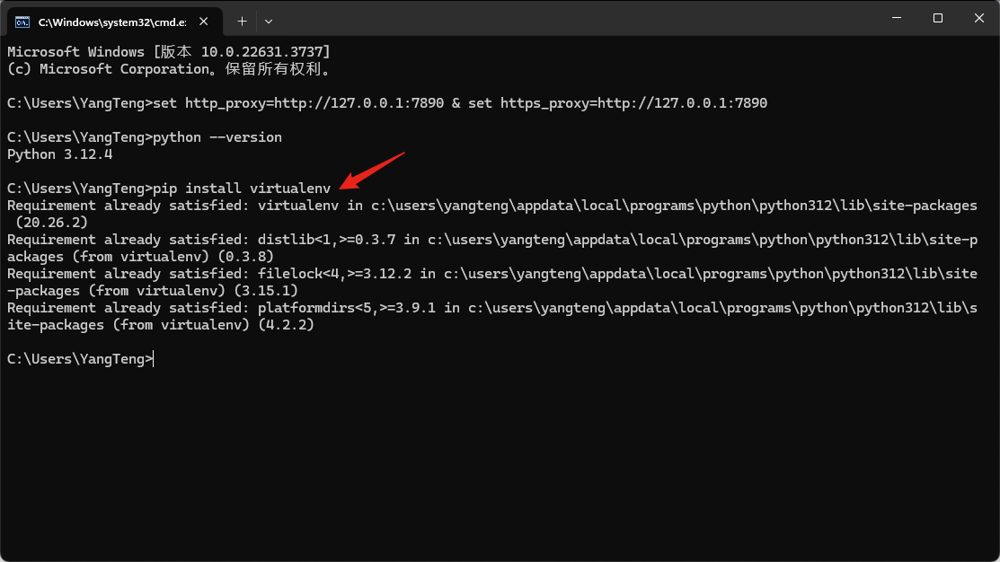 C:\Windows\system32\cmd.e:
Microsoft Windows [版本 10.0.22631.3737]
(c) Microsoft Corporation。保留所有权利。
C:\Users\YangTeng>set http_proxy=http://127.0.0.1:7890 & set https_proxy=http://127.0.0.1:7890
C:\Users\YangTeng>python --version
Python 3.12.4
C:\Users\YangTeng>pip install virtualenv
Requirement already satisfied: virtualenv in c:\users\yangteng\appdata\local\programs\python\python312\lib\site-packages
(20.26.2)
Requirement already satisfied: distlib<1,>=0.3.7 in c:\users\yangteng\appdata\local\programs\python\python312\lib\site-p
ackages (from virtualenv) (0.3.8)
Requirement already satisfied: filelock<4,>=3.12.2 in c:\users\yangteng\appdata\local\programs\python\python312\lib\site
-packages (from virtualenv) (3.15.1)
Requirement already satisfied: platformdirs<5,>=3.9.1 in c:\users\yangteng\appdata\local\programs\python\python312\lib\s
ite-packages (from virtualenv) (4.2.2)
C:\Users\YangTeng>